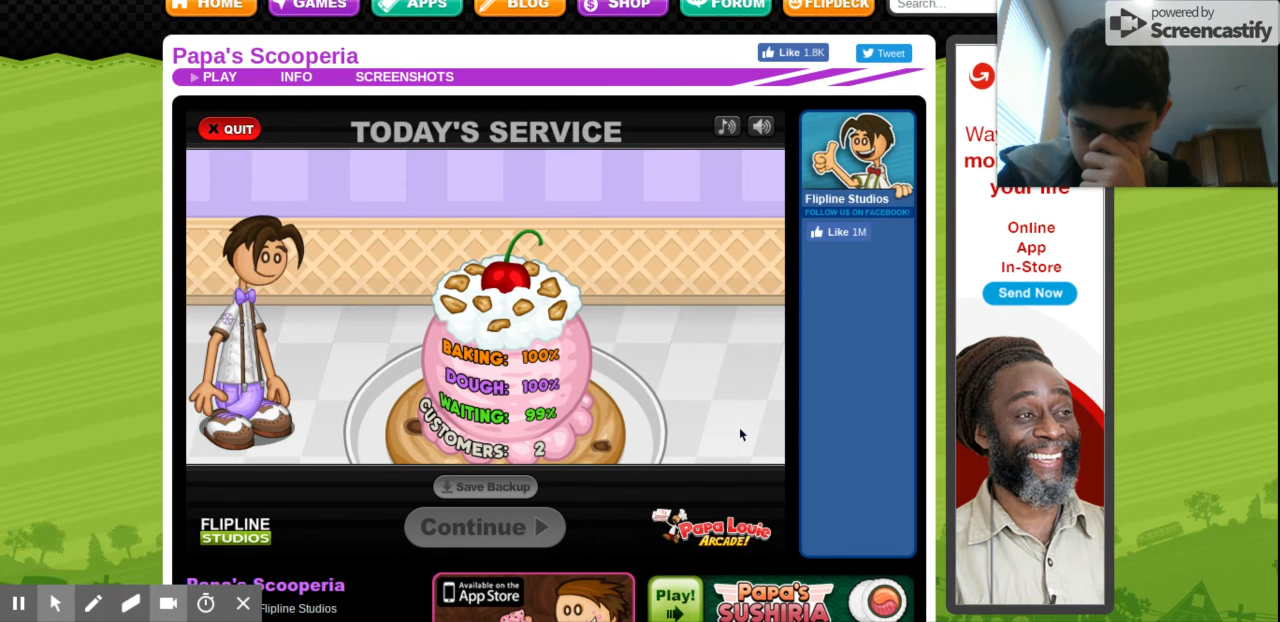 HOME GAMES APPS BLOG SHOP FORUM FLIPDECK Search...
powered by
Screencastify
Papa's Scooperia
Like 1.8K Tweet
PLAY INFO SCREENSHOTS
QUIT TODAY'S SERVICE
Flipline Studios
FOLLOW US ON FACEBOOK!
Like 1M
BAKING: 100%
DOUGH: 100%
WAITING: 99%
CUSTOMERS: 2
Save Backup
FLIPLINE
STUDIOS
Continue
Papa Louie
ARCADE!
your life
Online
App
In-Store
Send Now
Papa's Scooperia
Flipline Studios
Available on the
App Store
Play!
PAPA'S
SUSHIRIA